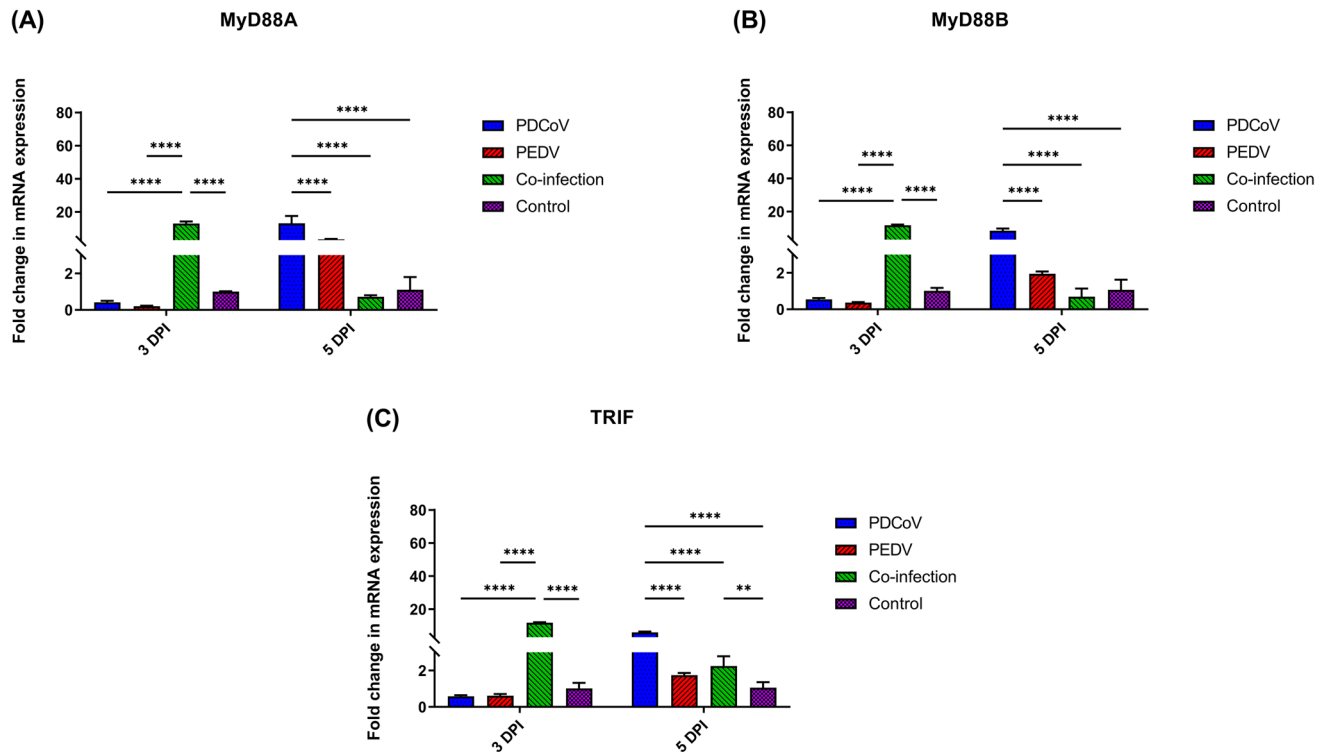 (A) MyD88A
Fold change in mRNA expression
80
60
40
20
2
0
****
****
****
****
****
****
3 DPI
5 DPI
PDCoV
PEDV
Co-infection
Control
(B) MyD88B
Fold change in mRNA expression
80
60
40
20
2
0
****
****
****
****
****
****
3 DPI
5 DPI
PDCoV
PEDV
Co-infection
Control
(C) TRIF
Fold change in mRNA expression
80
60
40
20
2
0
****
****
****
****
****
****
**
3 DPI
5 DPI
PDCoV
PEDV
Co-infection
Control